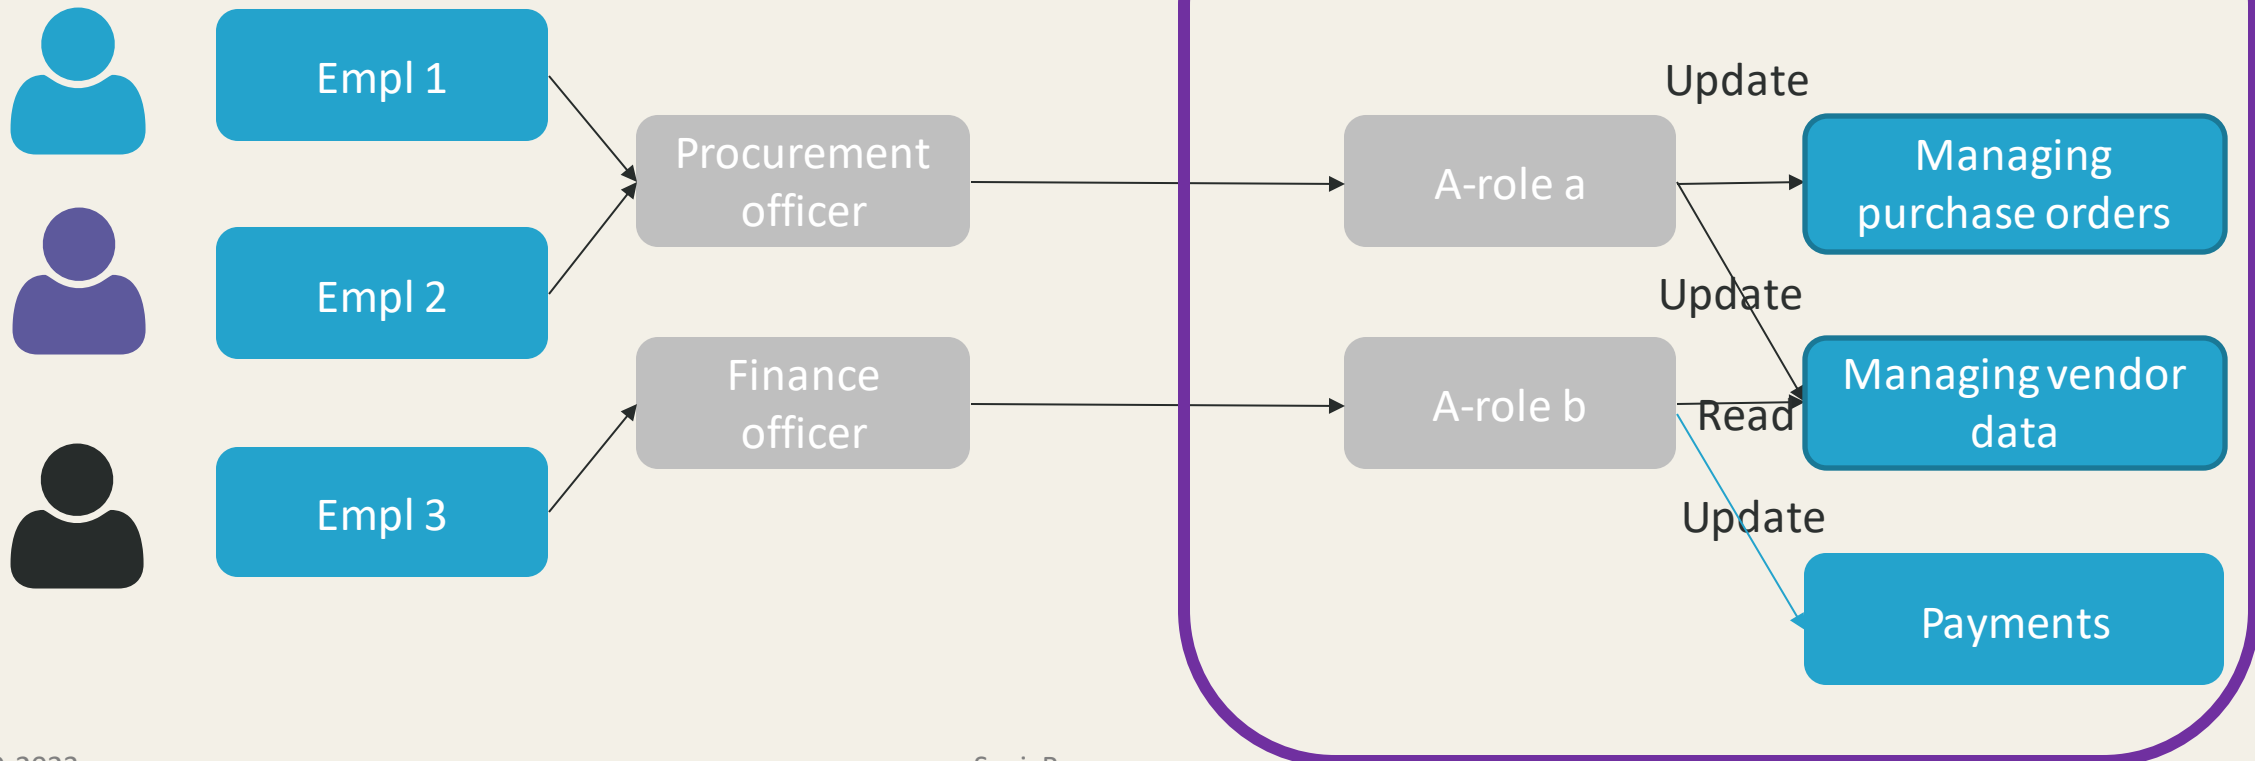 Empl 1
Update
Procurement
officer
A-role a
Managing
purchase orders
Empl 2
Update
Finance
officer
A-role b
Read
Managing vendor
data
Empl 3
Update
Payments